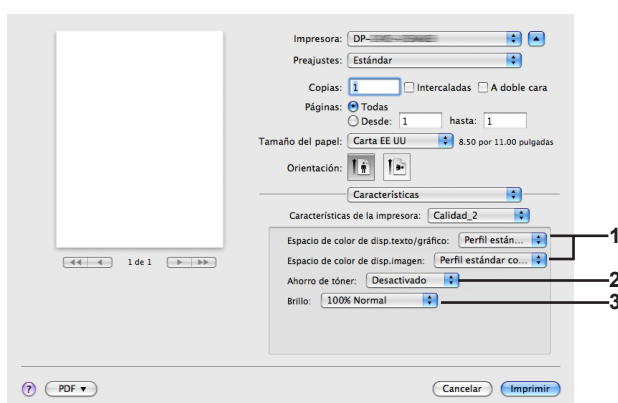 Impresora: DP-
Preajustes: Estándar
Copias: 1 Intercaladas A doble cara
Páginas: Todas
Desde: 1 hasta: 1
Tamaño del papel: Carta EE UU 8.50 por 11.00 pulgadas
Orientación:
Características
Características de la impresora: Calidad_2
Espacio de color de disp.texto/gráfico: Perfil están... 1
Espacio de color de disp.imagen: Perfil estándar co...
1 de 1
Ahorro de tóner: Desactivado 2
Brillo: 100% Normal 3
? PDF ▼ Cancelar Imprimir